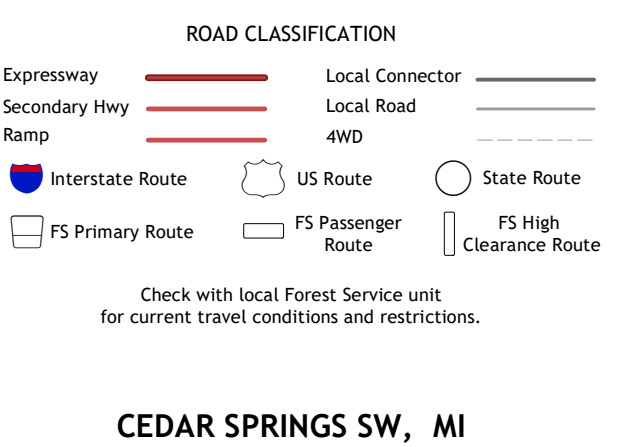 ROAD CLASSIFICATION
Expressway
Local Connector
Secondary Hwy
Local Road
Ramp
4WD
Interstate Route
US Route
State Route
FS Primary Route
FS Passenger
Route
FS High
Clearance Route
Check with local Forest Service unit
for current travel conditions and restrictions.
CEDAR SPRINGS SW, MI